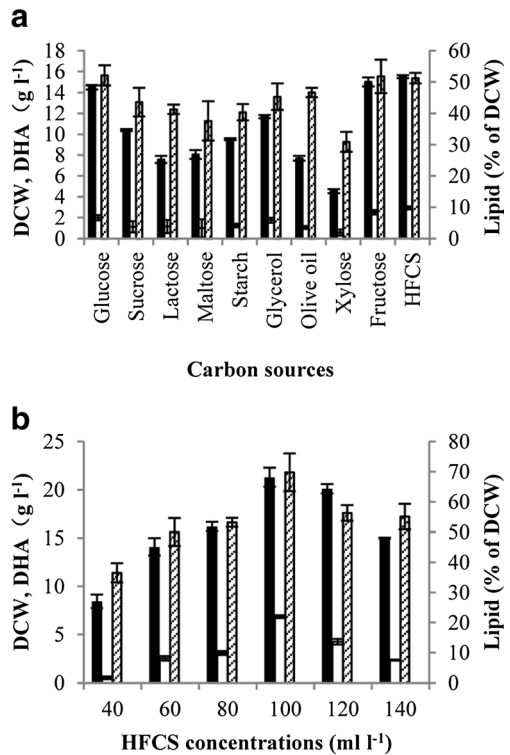 a
DCW, DHA (g l-1)
18
16
14
12
10
8
6
4
2
0
60
50
40
30
20
10
0
Lipid (% of DCW)
Glucose
Sucrose
Lactose
Maltose
Starch
Glycerol
Olive oil
Xylose
Fructose
HFCS
Carbon sources
b
DCW, DHA (g l-1)
25
20
15
10
5
0
80
70
60
50
40
30
20
10
0
Lipid (% of DCW)
40 60 80 100 120 140
HFCS concentrations (ml l-1)